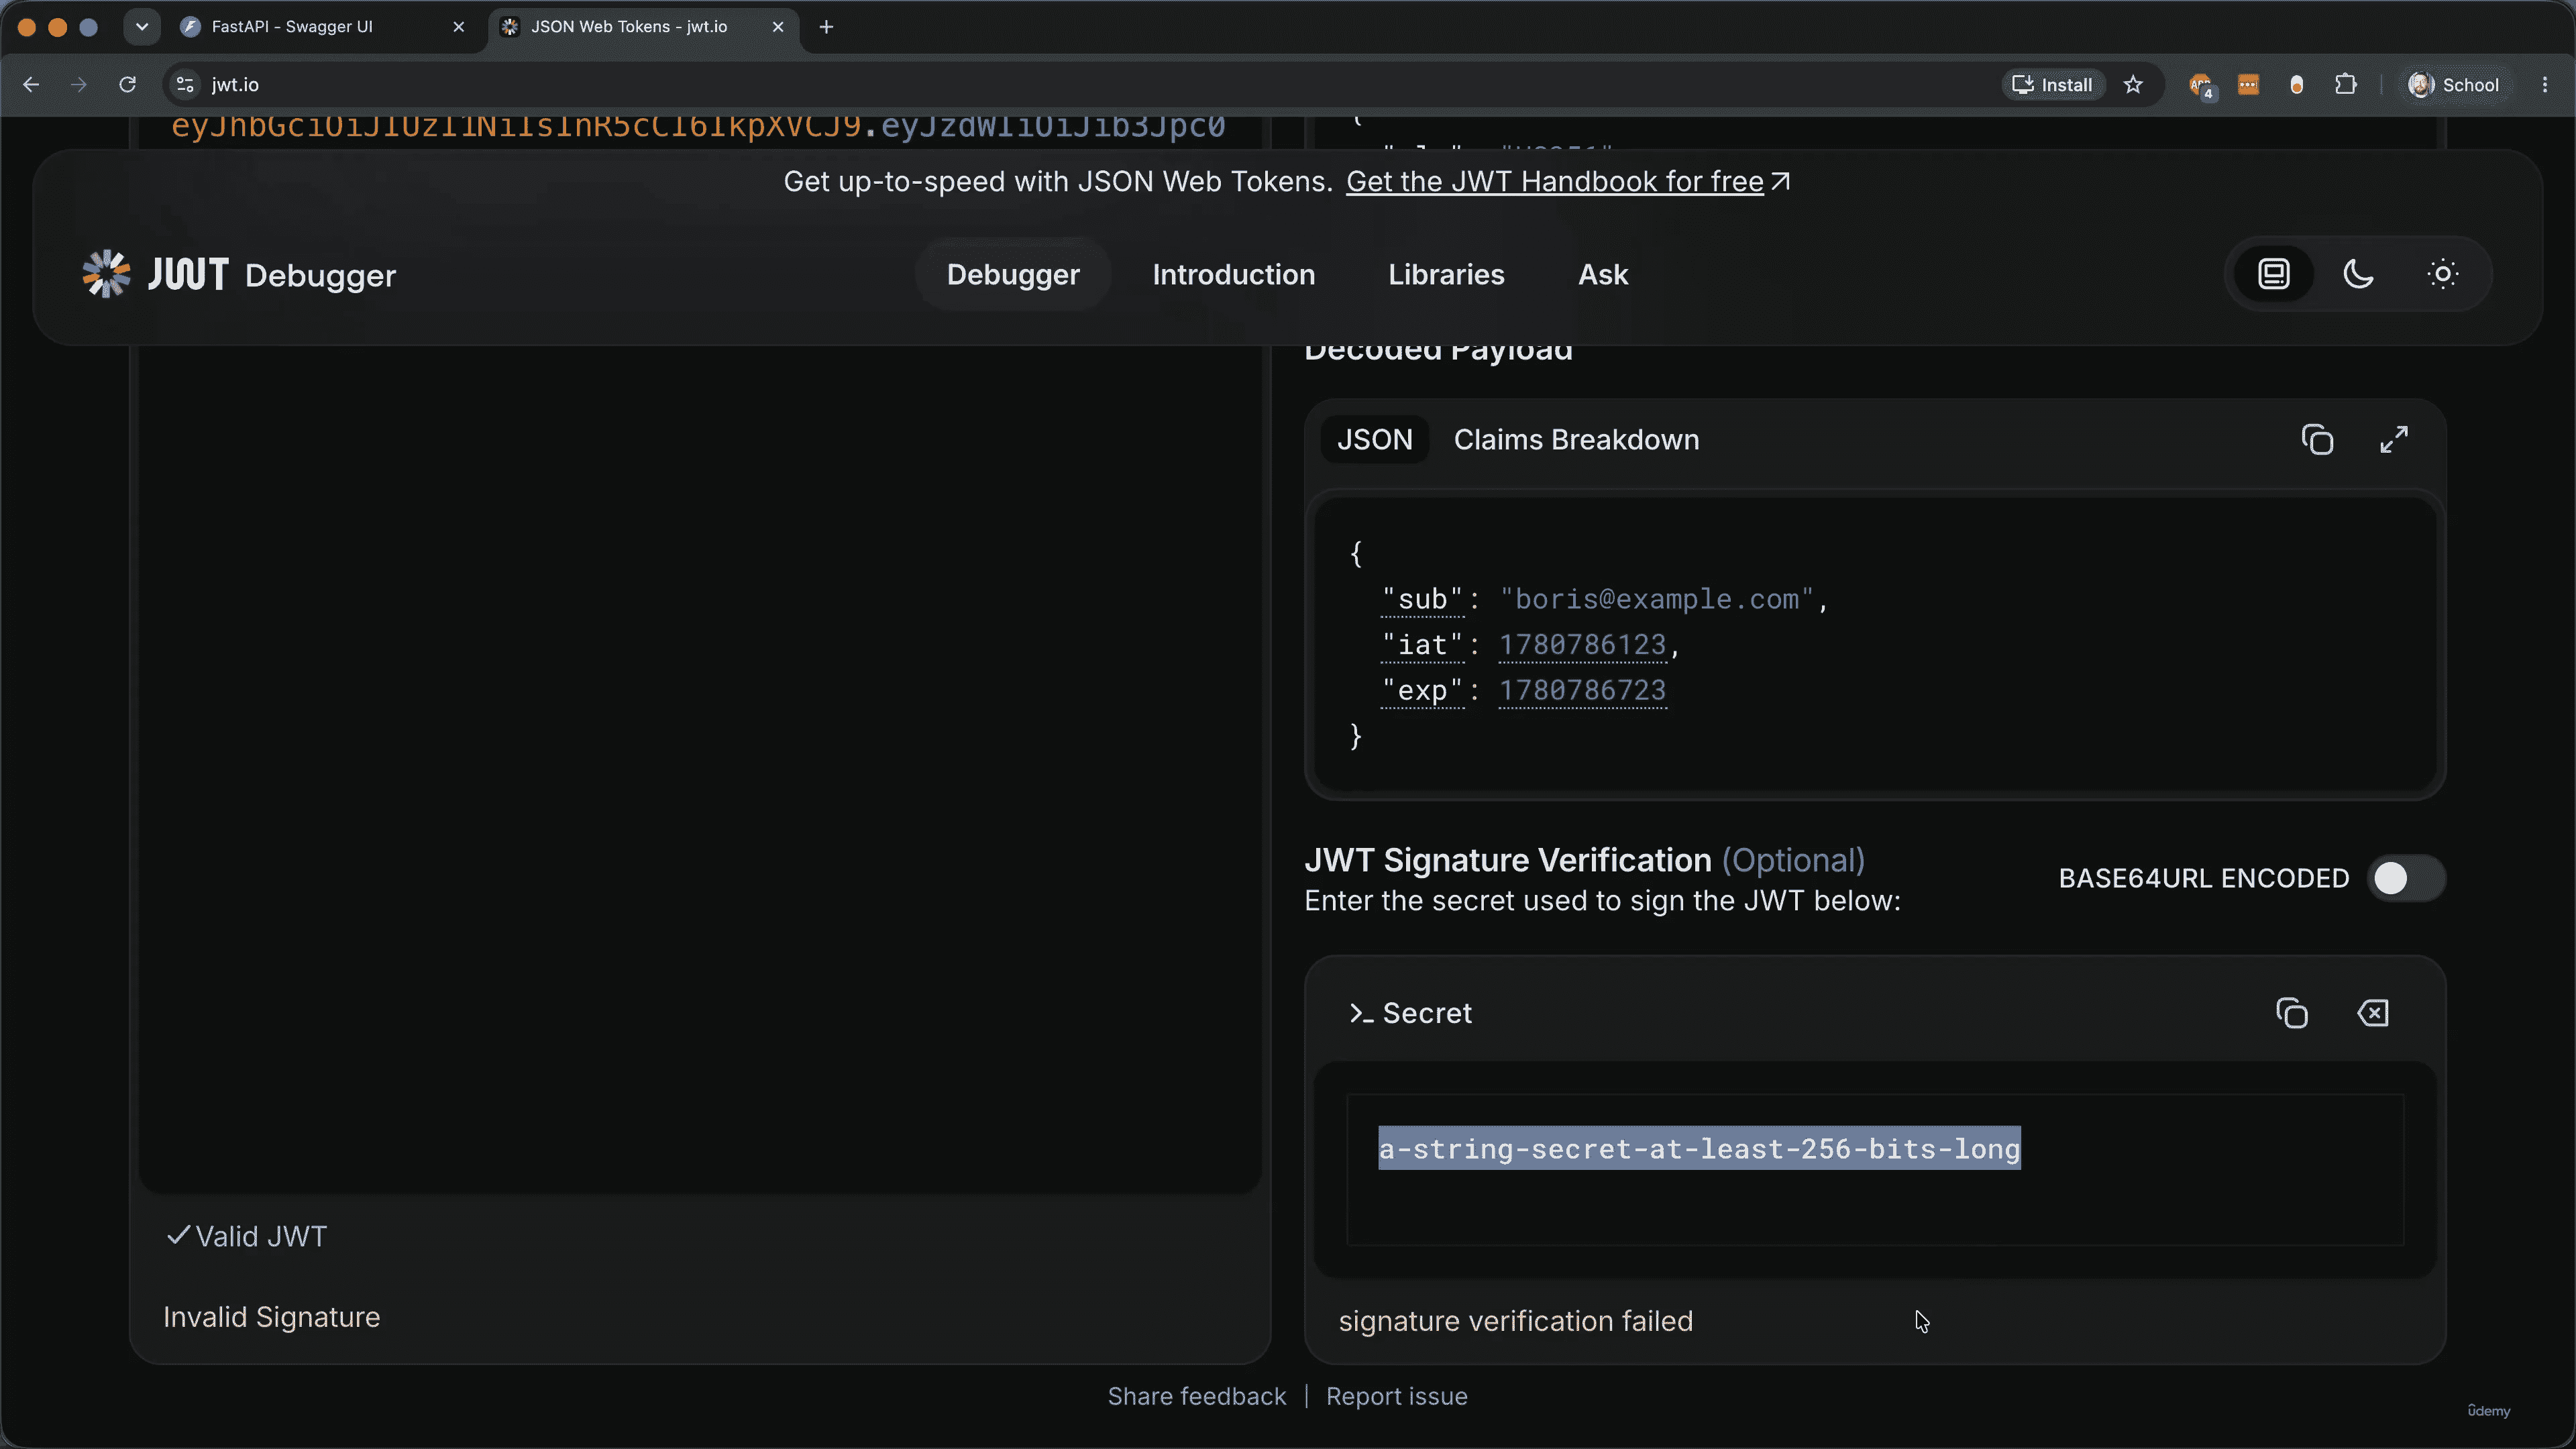 FastAPI - Swagger UI
JSON Web Tokens - jwt.io
jwt.io
Install
4
School
eyJhbGciOiJIUzI1NiIsInR5cCI6IkpXVCJ9.eyJzdWIiOiJib3Jpc0
{
Get up-to-speed with JSON Web Tokens. Get the JWT Handbook for free
JWT Debugger
Debugger
Introduction
Libraries
Ask
Decoded Payload
JSON
Claims Breakdown
{
"sub": "boris@example.com",
"iat": 1780786123,
"exp": 1780786723
}
JWT Signature Verification (Optional)
Enter the secret used to sign the JWT below:
BASE64URL ENCODED
Secret
a-string-secret-at-least-256-bits-long
Valid JWT
Invalid Signature
signature verification failed
Share feedback | Report issue
ûdemy